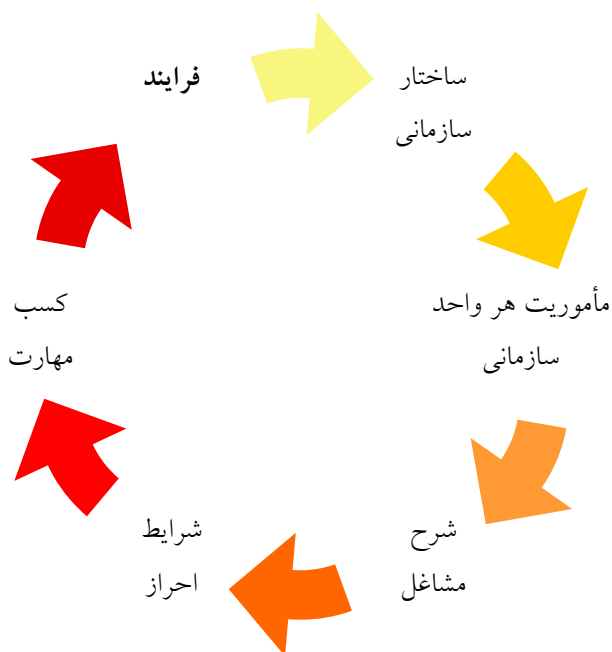 فرایند
ساختار
سازمانی
مأموریت هر واحد
سازمانی
شرح
مشاغل
شرایط
احراز
کسب
مهارت